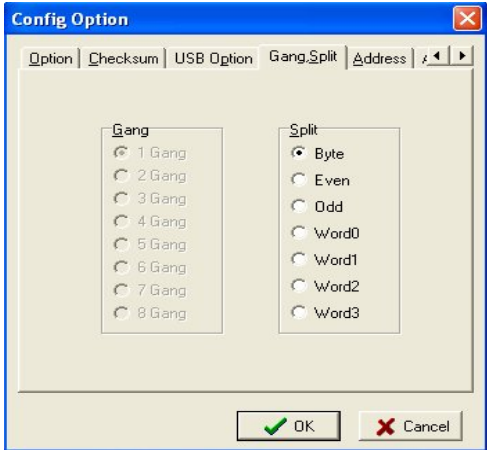 Config Option
Option Checksum USB Option Gang,Split Address
Gang
1 Gang
2 Gang
3 Gang
4 Gang
5 Gang
6 Gang
7 Gang
8 Gang
Split
Byte
Even
Odd
Word0
Word1
Word2
Word3
OK Cancel